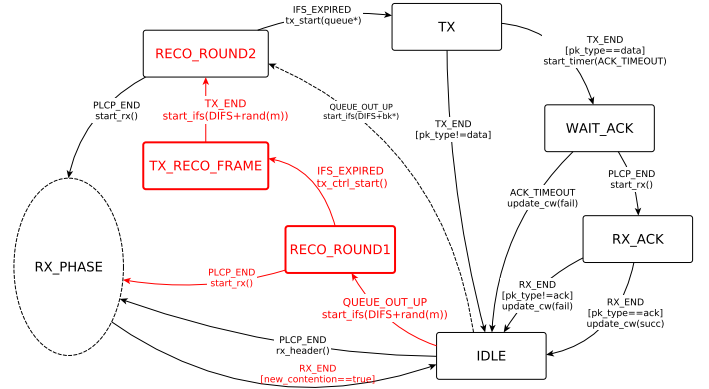 IFS_EXPIRED
tx_start(queue*)
TX
RECO_ROUND2
TX_END
[pk_type==data]
start_timer(ACK_TIMEOUT)
PLCP_END
start_rx()
TX_END
start_ifs(DIFS+rand(m))
QUEUE_OUT_UP
start_ifs(DIFS+bk*)
TX_END
[pk_type!=data]
WAIT_ACK
TX_RECO_FRAME
IFS_EXPIRED
tx_ctrl_start()
PLCP_END
start_rx()
ACK_TIMEOUT
update_cw(fail)
RX_ACK
RECO_ROUND1
RX_PHASE
PLCP_END
start_rx()
QUEUE_OUT_UP
start_ifs(DIFS+rand(m))
RX_END
[pk_type!=ack]
update_cw(fail)
RX_END
[pk_type==ack]
update_cw(succ)
PLCP_END
rx_header()
IDLE
RX_END
[new_contention==true]